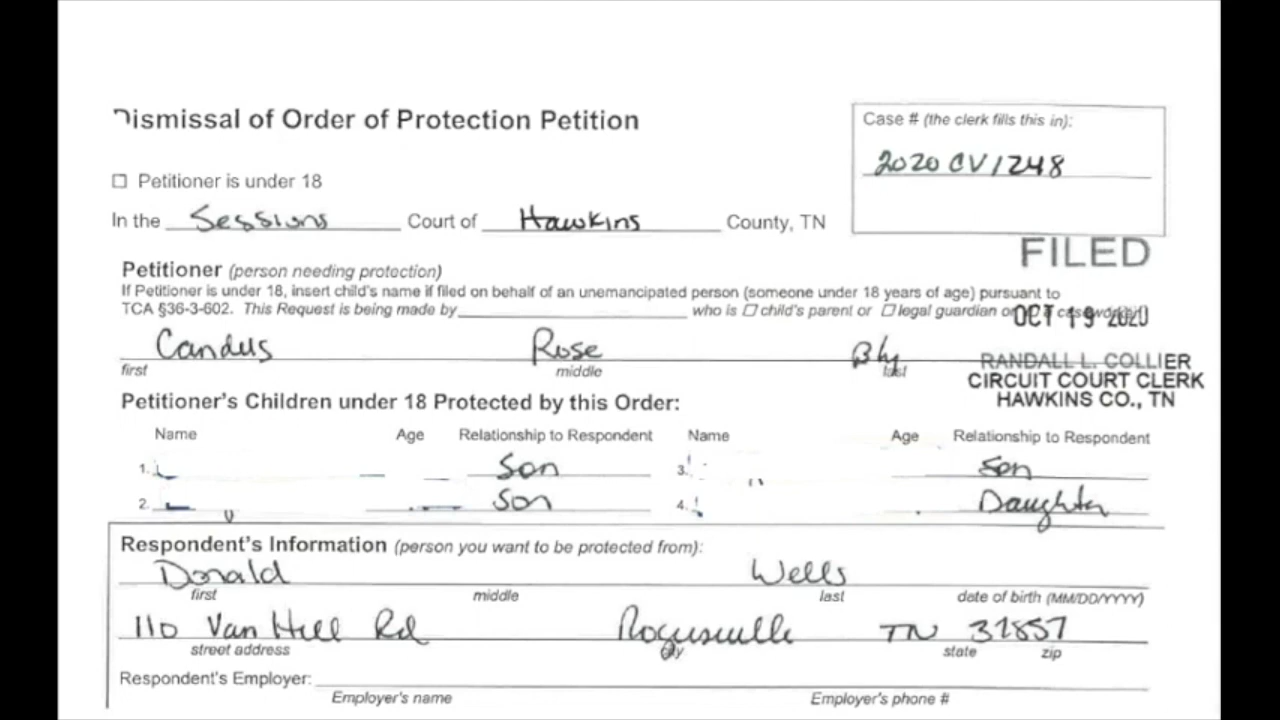 Dismissal of Order of Protection Petition
Case # (the clerk fills this in):
2020 CV 1248
☐ Petitioner is under 18
In the Sessions Court of Hawkins County, TN
FILED
Petitioner (person needing protection)
If Petitioner is under 18, insert child's name if filed on behalf of an unemancipated person (someone under 18 years of age) pursuant to
TCA §36-3-602. This Request is being made by who is ☐ child's parent or ☐ legal guardian or
OCT 19 2020
Candus Rose Bly
first middle last
RANDALL L. COLLIER
CIRCUIT COURT CLERK
HAWKINS CO., TN
Petitioner's Children under 18 Protected by this Order:
Name Age Relationship to Respondent Name Age Relationship to Respondent
1. Son 3. Son
2. Son 4. Daughter
Respondent's Information (person you want to be protected from):
Donald Wells
first middle last date of birth (MM/DD/YYYY)
110 Van Hill Rd TN 37857
street address city state zip
Respondent's Employer:
Employer's name Employer's phone #